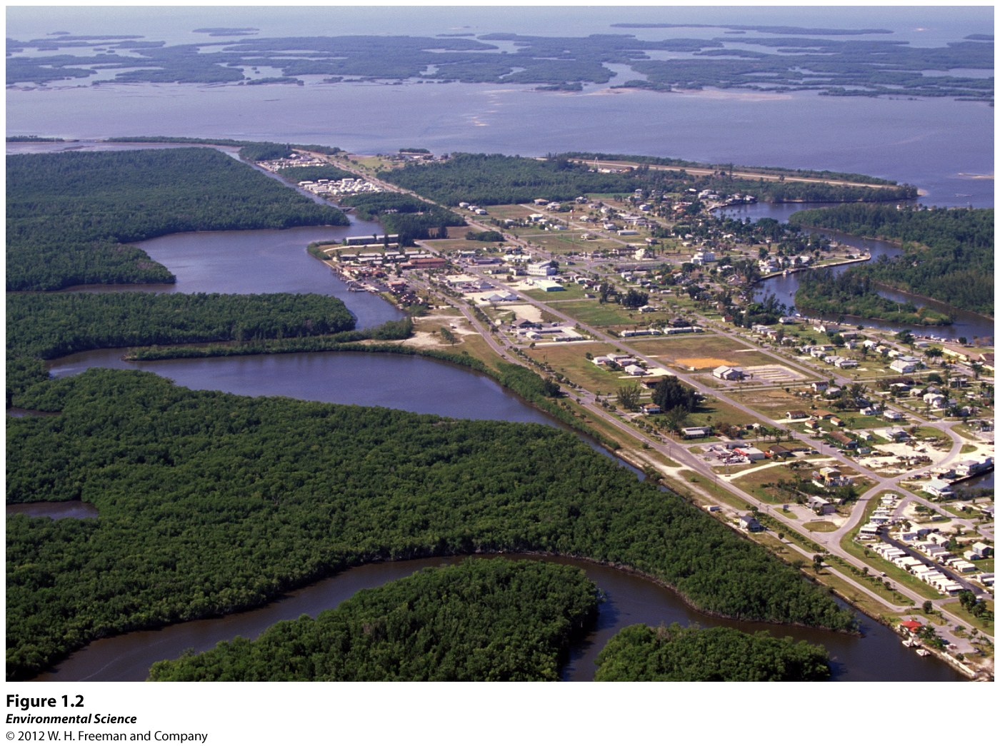 Figure 1.2
Environmental Science
© 2012 W. H. Freeman and Company